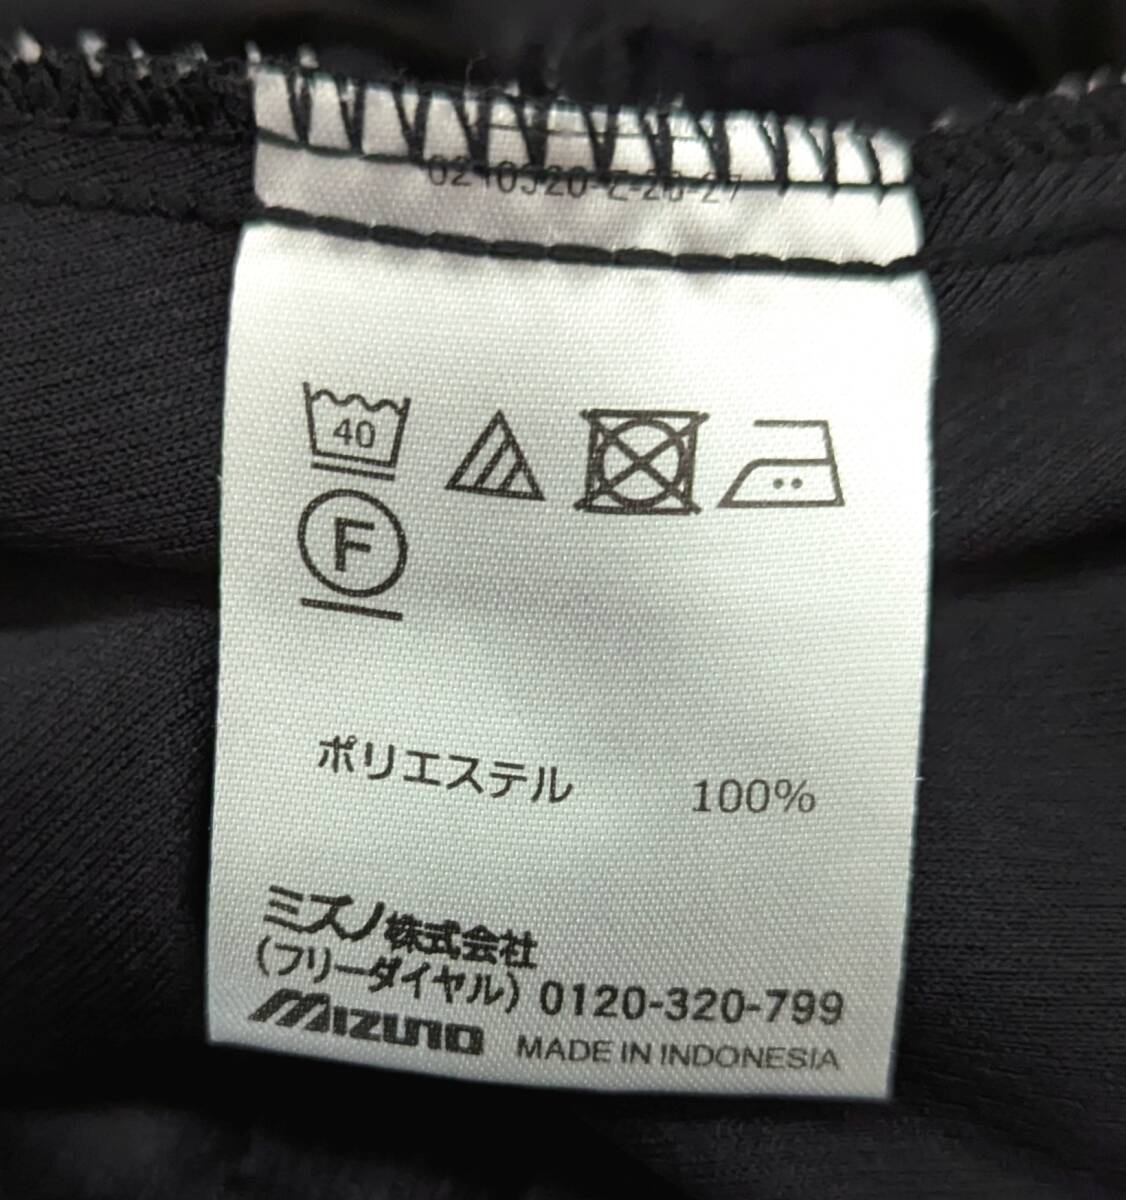 40
F
ポリエステル 100%
ミズノ株式会社
(フリーダイヤル) 0120-320-799
MIZUNO MADE IN INDONESIA